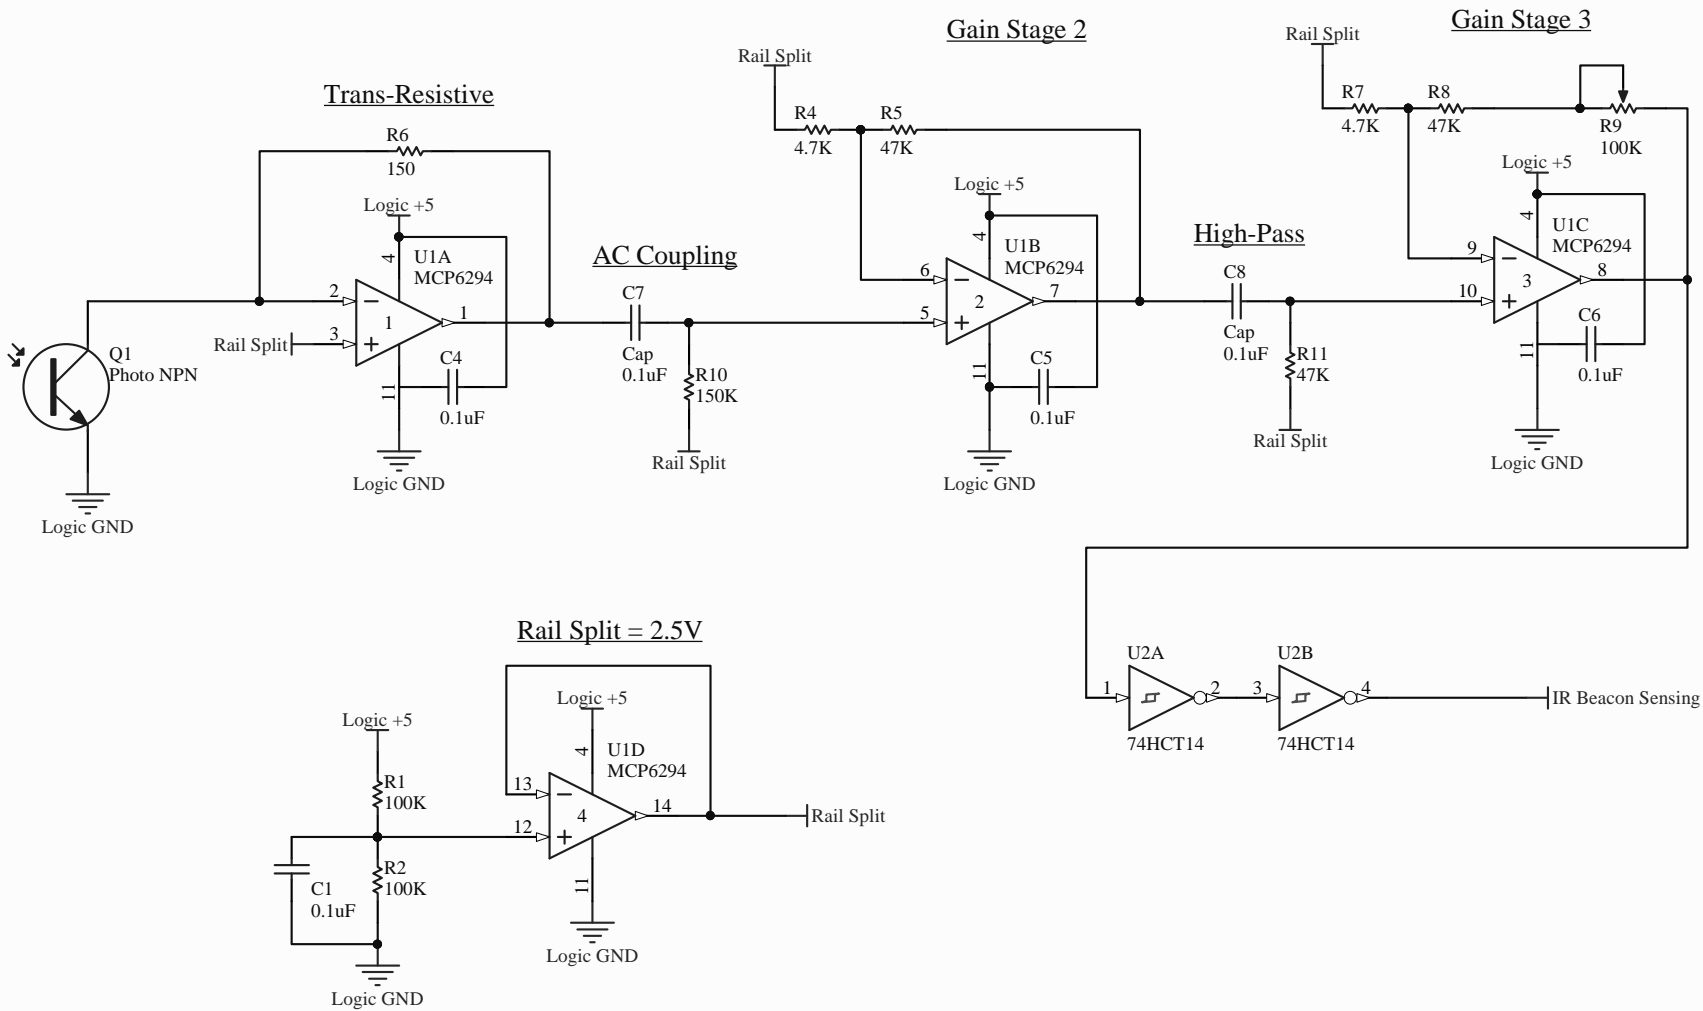 Gain Stage 2
Gain Stage 3
Rail Split
Rail Split
Trans-Resistive
R6
150
R4
4.7K
R5
47K
R7
4.7K
R8
47K
R9
100K
Logic +5
4
U1A
MCP6294
2
3
1
1
Rail Split
11
C4
0.1uF
Logic GND
Q1
Photo NPN
Logic GND
AC Coupling
C7
Cap
0.1uF
R10
150K
Rail Split
Logic +5
4
U1B
MCP6294
6
5
2
7
11
C5
0.1uF
Logic GND
High-Pass
C8
Cap
0.1uF
R11
47K
Rail Split
Logic +5
4
U1C
MCP6294
9
10
3
8
11
C6
0.1uF
Logic GND
Rail Split = 2.5V
Logic +5
R1
100K
R2
100K
C1
0.1uF
Logic GND
Logic +5
4
U1D
MCP6294
13
12
4
14
11
Rail Split
Logic GND
U2A
1
2
74HCT14
U2B
3
4
74HCT14
IR Beacon Sensing